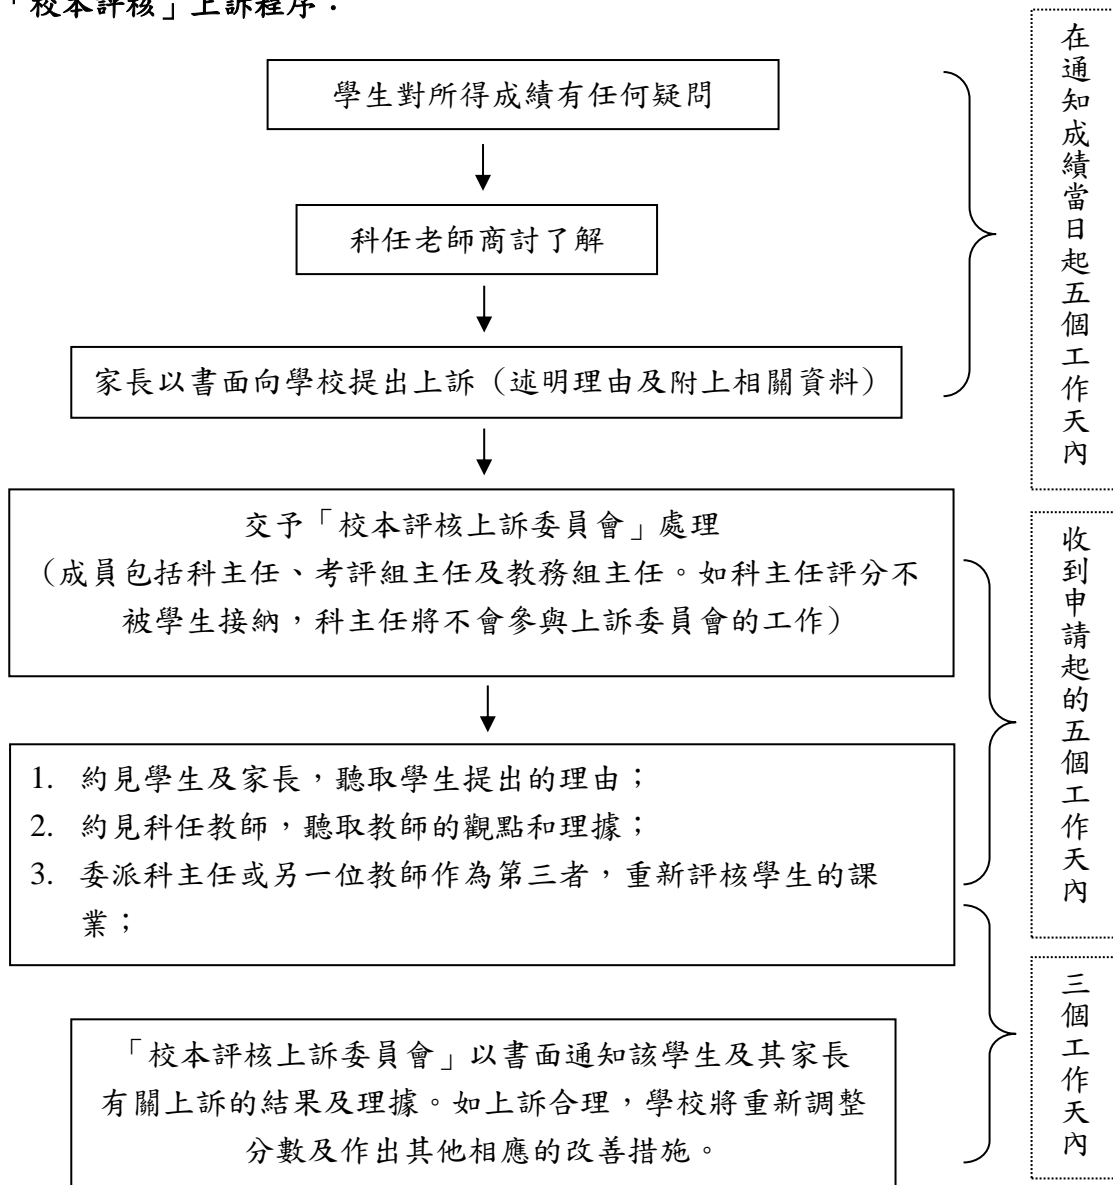 「校本評核」上訴程序：
學生對所得成績有任何疑問
科任老師商討了解
家長以書面向學校提出上訴（述明理由及附上相關資料）
在通知成績當日起五個工作天內
交予「校本評核上訴委員會」處理
（成員包括科主任、考評組主任及教務組主任。如科主任評分不
被學生接納，科主任將不會參與上訴委員會的工作）
1. 約見學生及家長，聽取學生提出的理由；
2. 約見科任教師，聽取教師的觀點和理據；
3. 委派科主任或另一位教師作為第三者，重新評核學生的課
業；
收到申請起的五個工作天內
「校本評核上訴委員會」以書面通知該學生及其家長
有關上訴的結果及理據。如上訴合理，學校將重新調整
分數及作出其他相應的改善措施。
三個工作天內